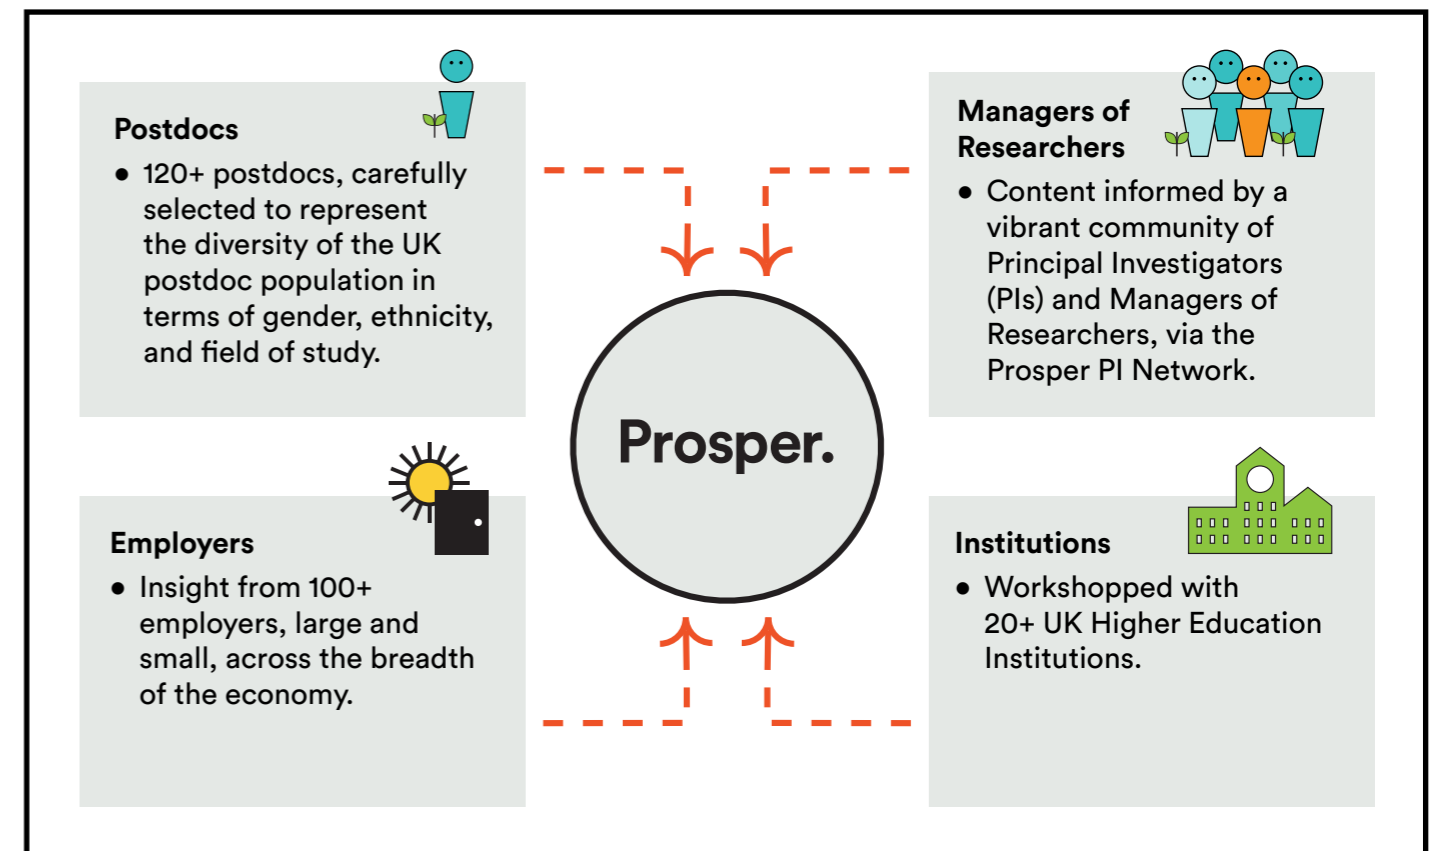 Postdocs
● 120+ postdocs, carefully
selected to represent
the diversity of the UK
postdoc population in
terms of gender, ethnicity,
and field of study.
Managers of
Researchers
● Content informed by a
vibrant community of
Principal Investigators
(PIs) and Managers of
Researchers, via the
Prosper PI Network.
Prosper.
Employers
● Insight from 100+
employers, large and
small, across the breadth
of the economy.
Institutions
● Workshopped with
20+ UK Higher Education
Institutions.